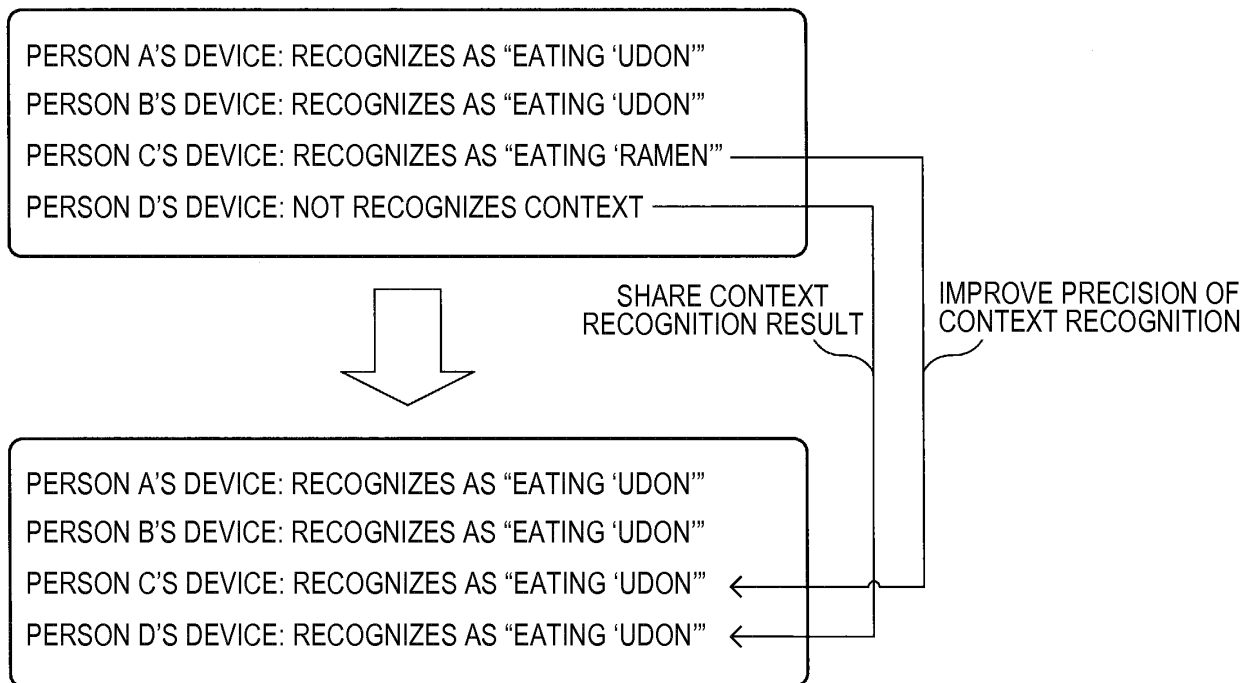 PERSON A'S DEVICE: RECOGNIZES AS “EATING ‘UDON’”
PERSON B'S DEVICE: RECOGNIZES AS “EATING ‘UDON’”
PERSON C'S DEVICE: RECOGNIZES AS “EATING ‘RAMEN’”
PERSON D'S DEVICE: NOT RECOGNIZES CONTEXT
SHARE CONTEXT
RECOGNITION RESULT
IMPROVE PRECISION OF
CONTEXT RECOGNITION
PERSON A'S DEVICE: RECOGNIZES AS “EATING ‘UDON’”
PERSON B'S DEVICE: RECOGNIZES AS “EATING ‘UDON’”
PERSON C'S DEVICE: RECOGNIZES AS “EATING ‘UDON’”
PERSON D'S DEVICE: RECOGNIZES AS “EATING ‘UDON’”